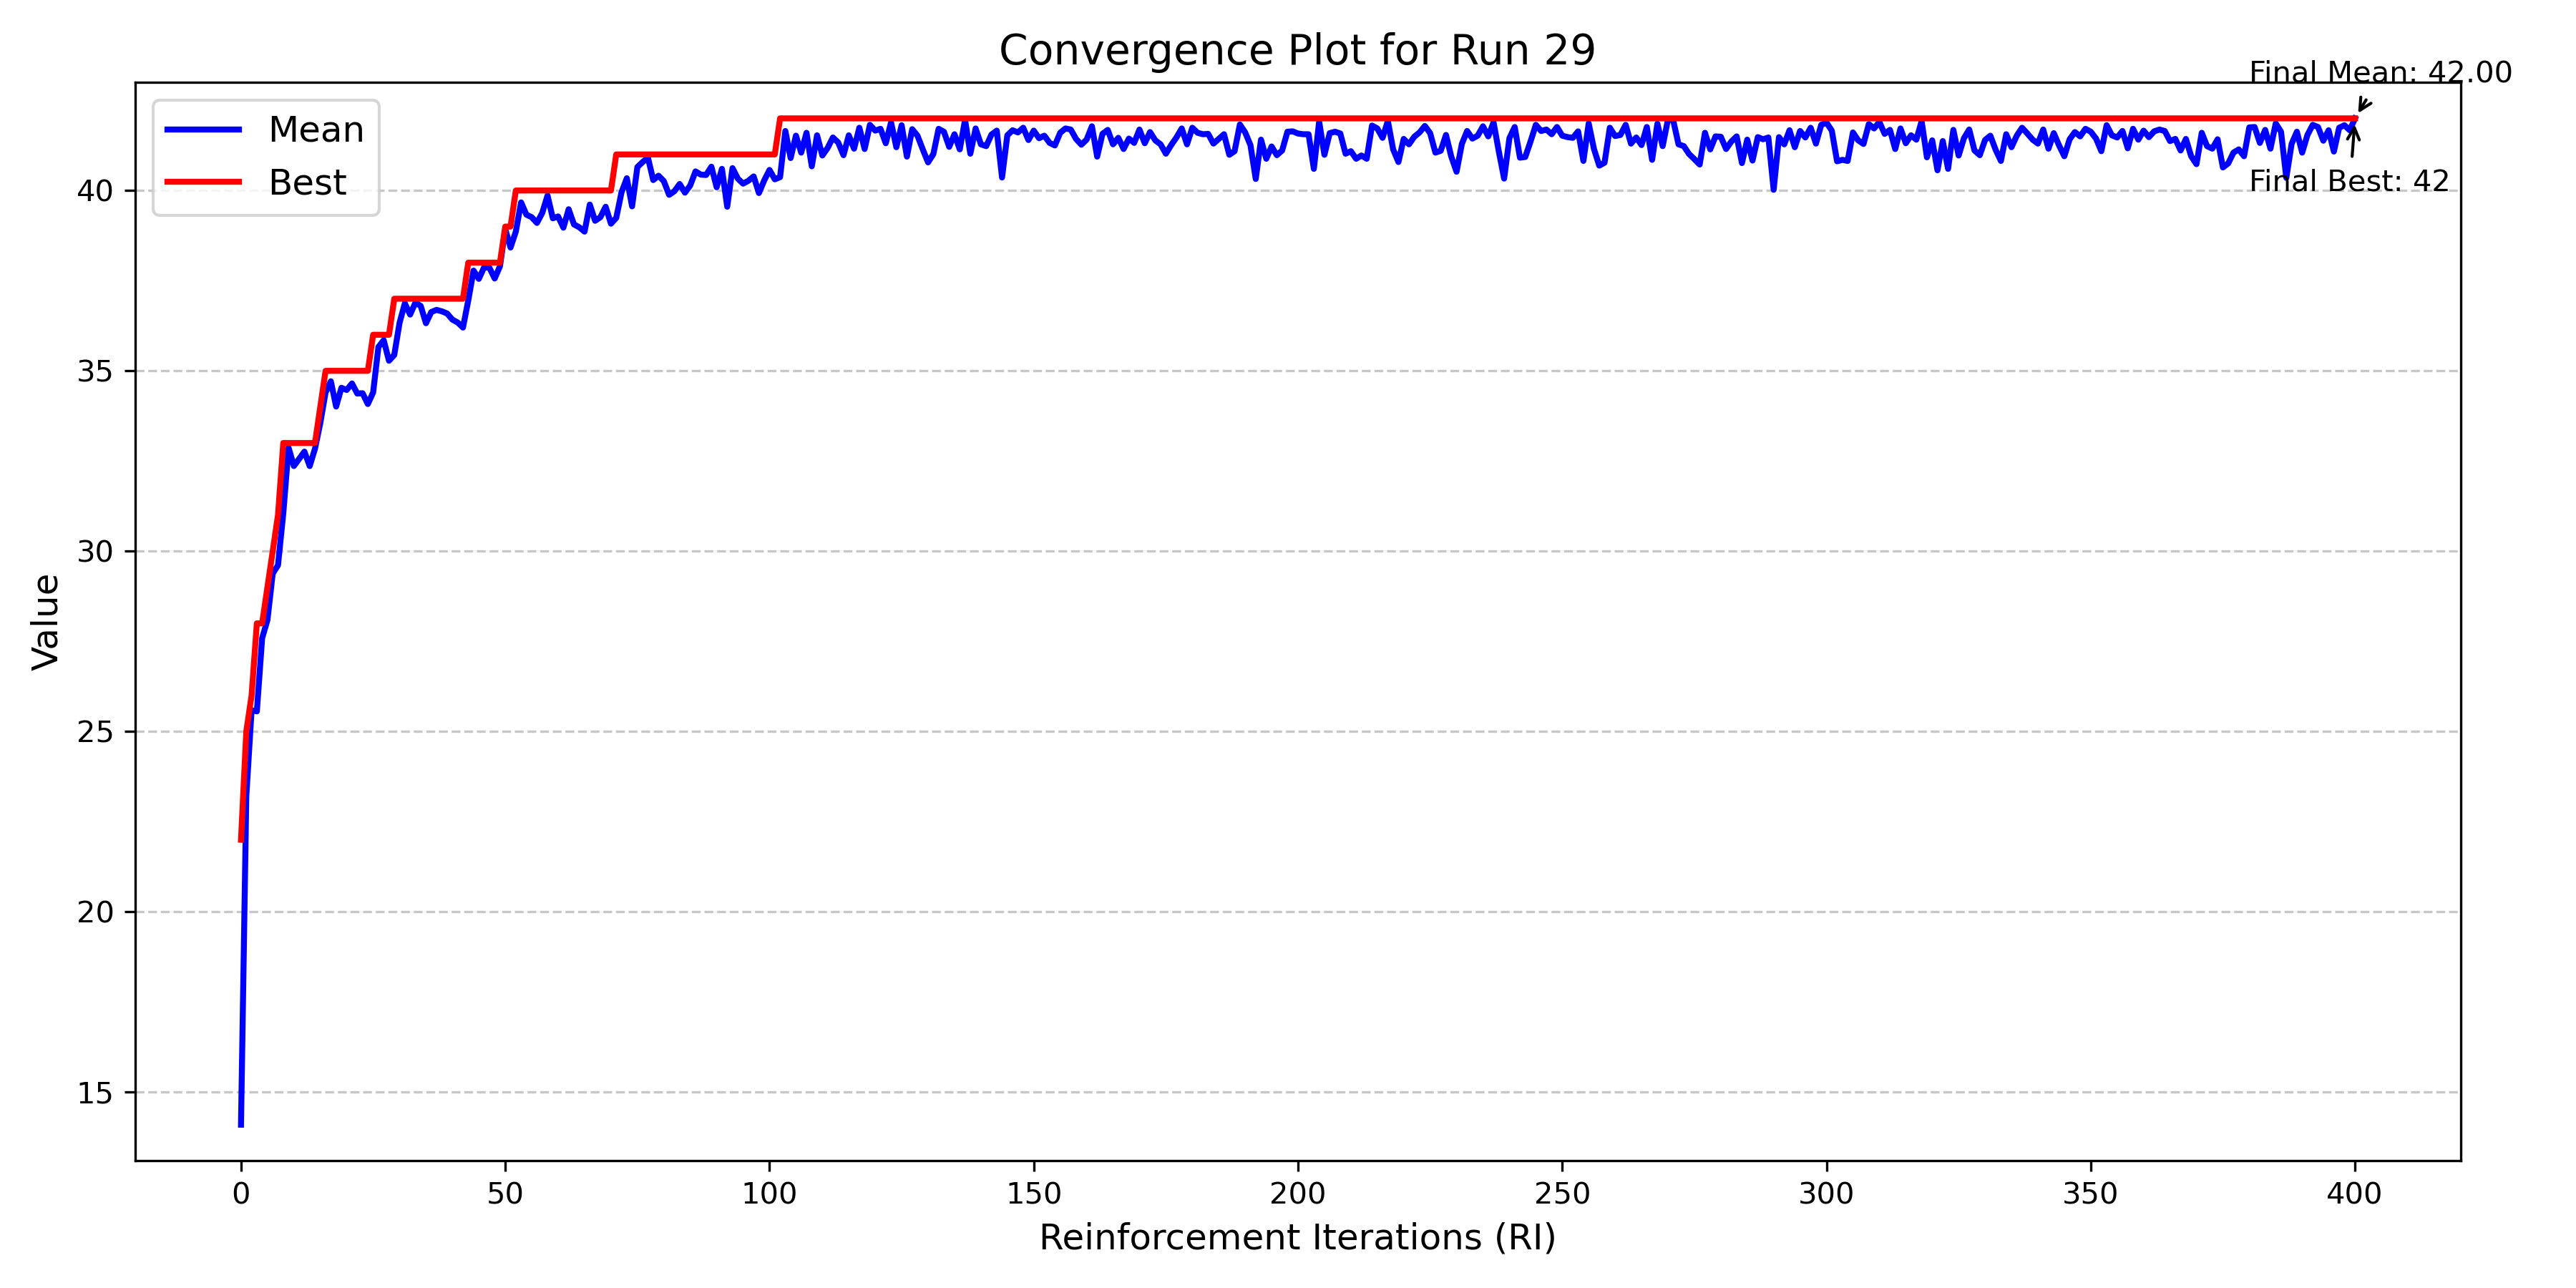 Convergence Plot for Run 29
Final Mean: 42.00
Mean
Best
Final Best: 42
40
35
30
25
20
15
Value
0 50 100 150 200 250 300 350 400
Reinforcement Iterations (RI)